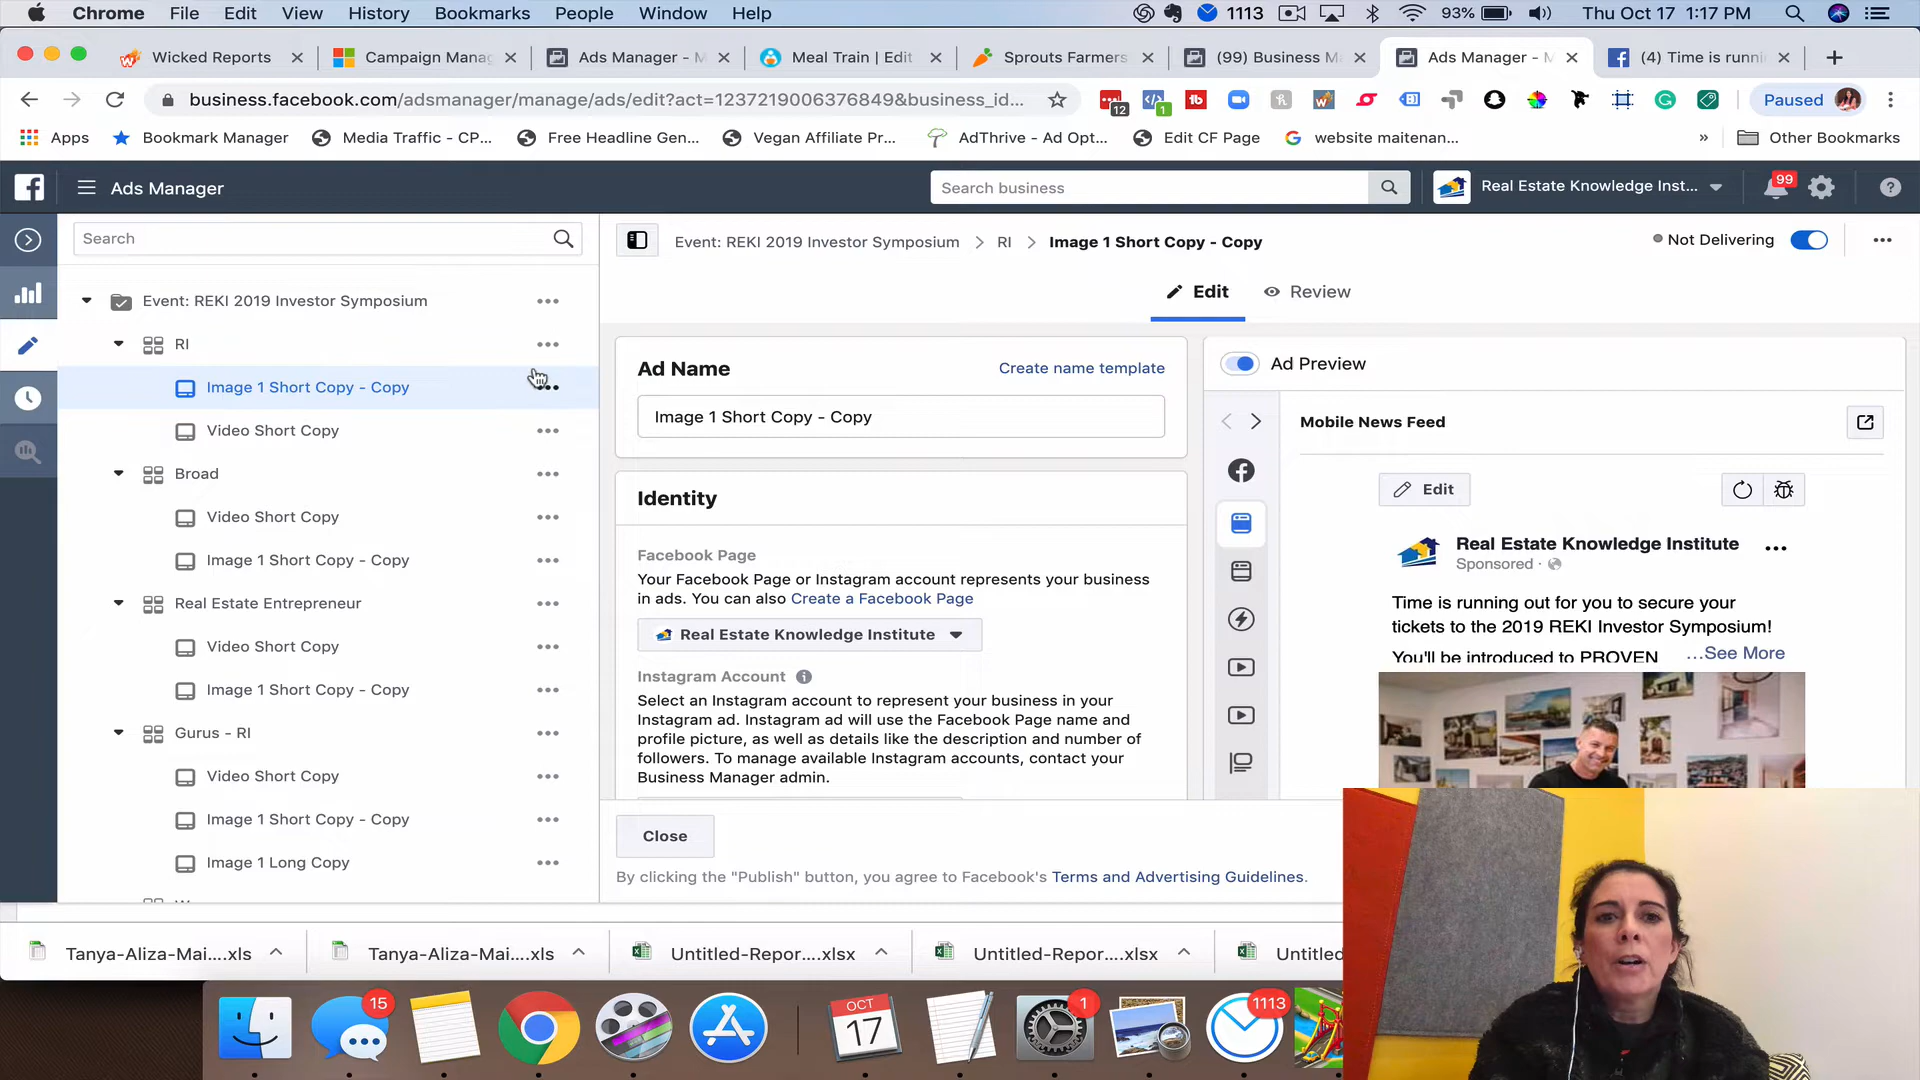 Chrome File Edit View History Bookmarks People Window Help 1113 93% Thu Oct 17 1:17 PM
Wicked Reports Campaign Mana Ads Manager - M Meal Train | Edit Sprouts Farmers (99) Business M Ads Manager - M (4) Time is runni
business.facebook.com/adsmanager/manage/ads/edit?act=1237219006376849&business_id... 12 1 Paused
Apps Bookmark Manager Media Traffic - CP... Free Headline Gen... Vegan Affiliate Pr... AdThrive - Ad Opt... Edit CF Page website maitenan... » Other Bookmarks
Ads Manager Search business Real Estate Knowledge Inst... 99
Search
Event: REKI 2019 Investor Symposium
RI
Image 1 Short Copy - Copy
Video Short Copy
Broad
Video Short Copy
Image 1 Short Copy - Copy
Real Estate Entrepreneur
Video Short Copy
Image 1 Short Copy - Copy
Gurus - RI
Video Short Copy
Image 1 Short Copy - Copy
Image 1 Long Copy
Event: REKI 2019 Investor Symposium > RI > Image 1 Short Copy - Copy
Not Delivering
Edit Review
Ad Name Create name template
Image 1 Short Copy - Copy
Identity
Facebook Page
Your Facebook Page or Instagram account represents your business
in ads. You can also Create a Facebook Page
Real Estate Knowledge Institute
Instagram Account
Select an Instagram account to represent your business in your
Instagram ad. Instagram ad will use the Facebook Page name and
profile picture, as well as details like the description and number of
followers. To manage available Instagram accounts, contact your
Business Manager admin.
Close
By clicking the "Publish" button, you agree to Facebook's Terms and Advertising Guidelines.
Ad Preview
Mobile News Feed
Edit
Real Estate Knowledge Institute
Sponsored ·
Time is running out for you to secure your
tickets to the 2019 REKI Investor Symposium!
You'll be introduced to PROVEN ...See More
Tanya-Aliza-Mai....xls Tanya-Aliza-Mai....xls Untitled-Repor....xlsx Untitled-Repor....xlsx Untitled
15 OCT 17 1 1113